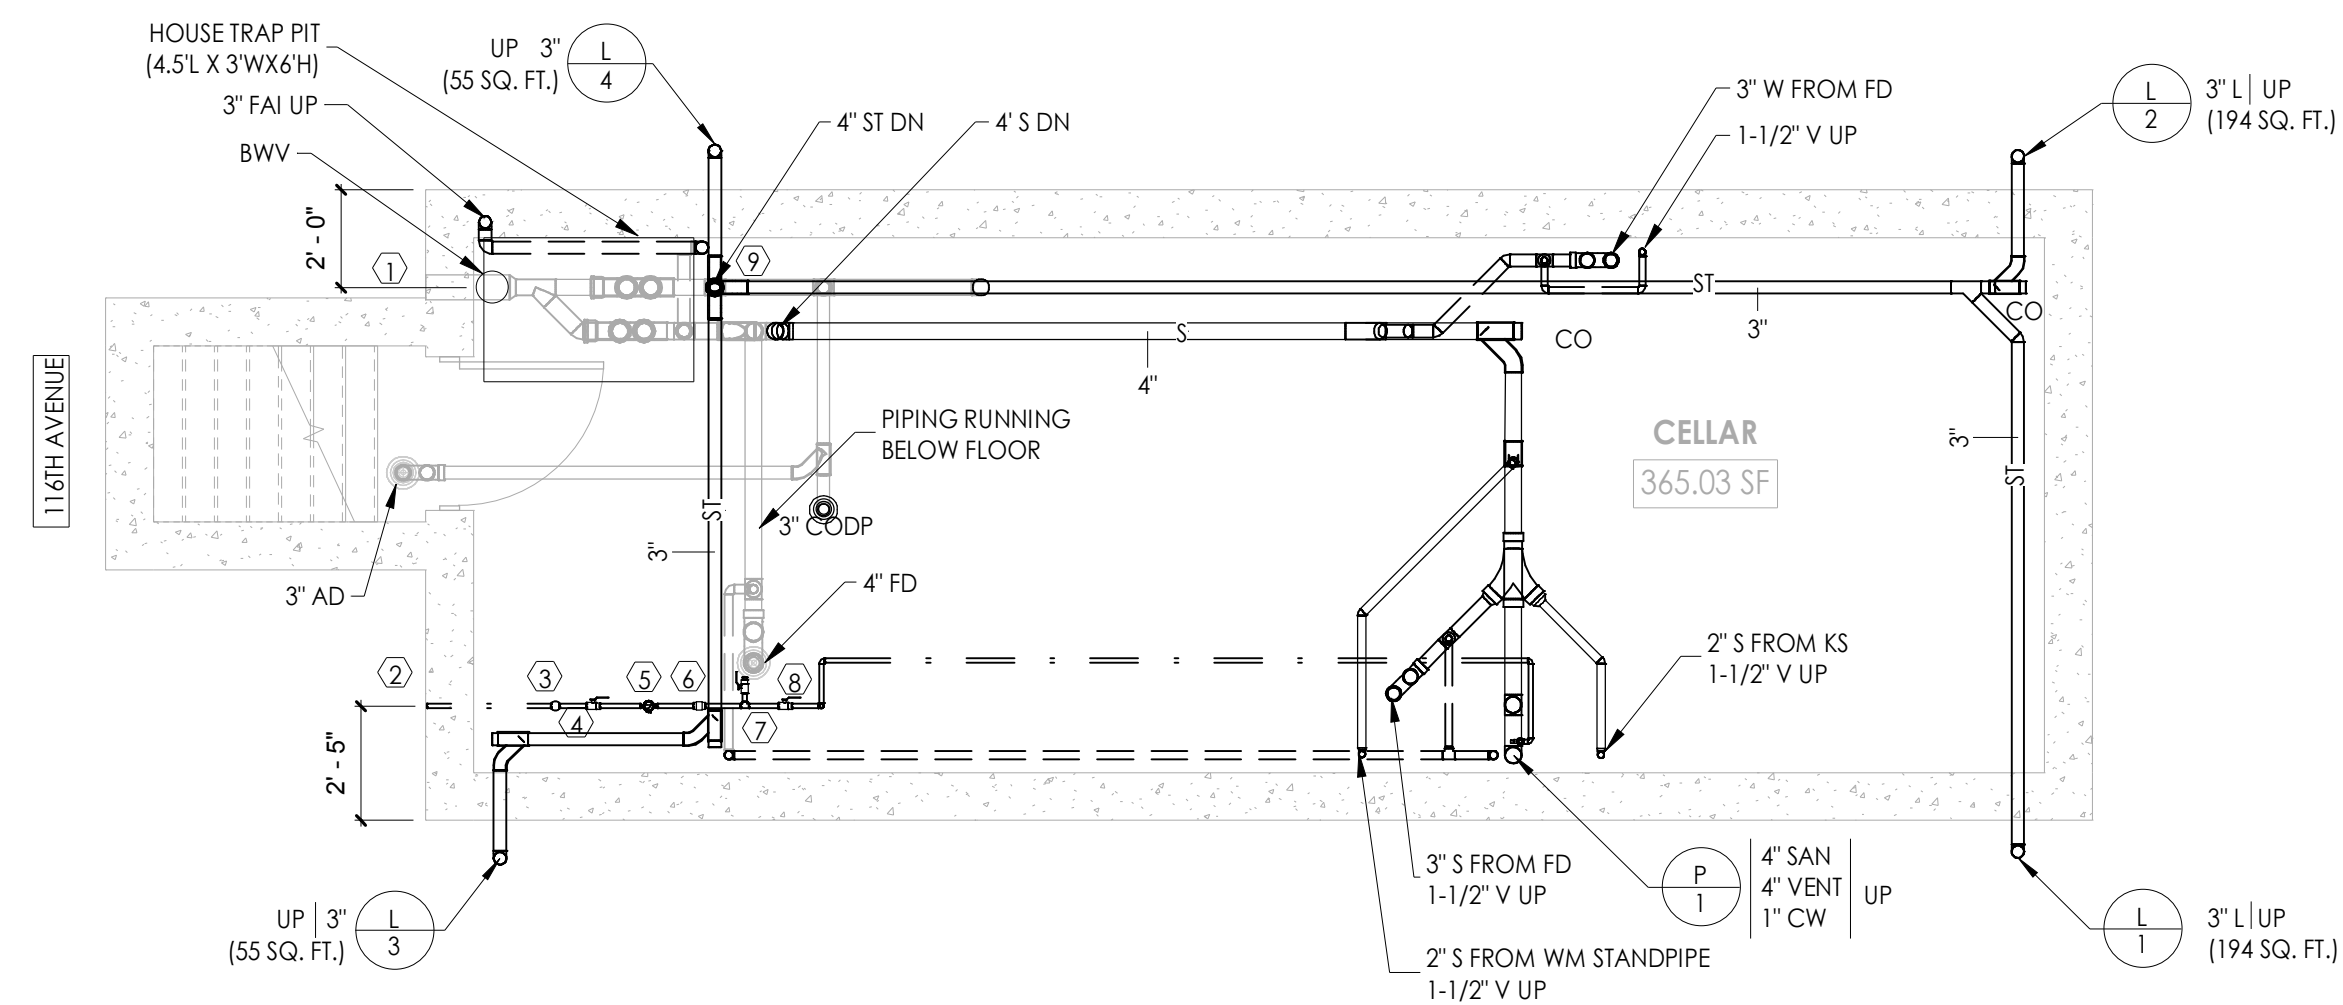 HOUSE TRAP PIT
(4.5'L X 3'WX6'H)
3" FAI UP
BWV
UP 3"
(55 SQ. FT.)
L
4
4" ST DN
4' S DN
3" W FROM FD
1-1/2" V UP
L
2
3" L UP
(194 SQ. FT.)
2' - 0"
1
9
ST
3"
CO
S
4"
CO
116TH AVENUE
PIPING RUNNING
BELOW FLOOR
CELLAR
365.03 SF
3"
ST
ST
3" CODP
3"
3" AD
4" FD
2
3
4
5
6
7
8
2" S FROM KS
1-1/2" V UP
2' - 5"
3" S FROM FD
1-1/2" V UP
P
1
4" SAN
4" VENT
1" CW
UP
UP 3"
(55 SQ. FT.)
L
3
L
1
3" L UP
(194 SQ. FT.)
2" S FROM WM STANDPIPE
1-1/2" V UP